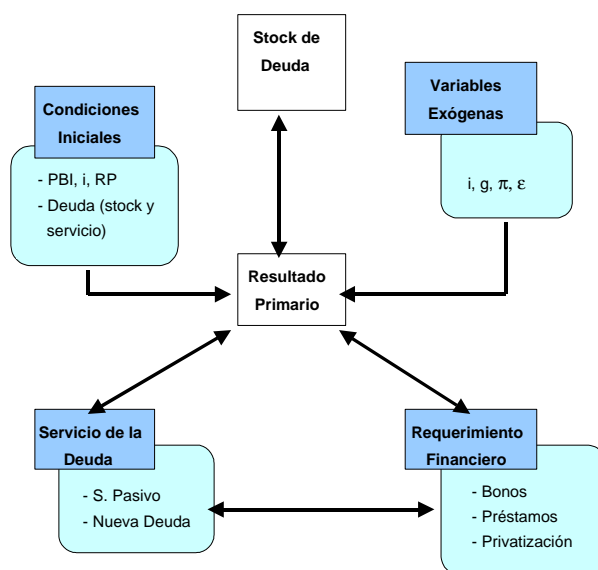 Stock de
Deuda
Condiciones
Iniciales
- PBI, i, RP
- Deuda (stock y
servicio)
Variables
Exógenas
i, g, π, ε
Resultado
Primario
Servicio de la
Deuda
- S. Pasivo
- Nueva Deuda
Requerimiento
Financiero
- Bonos
- Préstamos
- Privatización